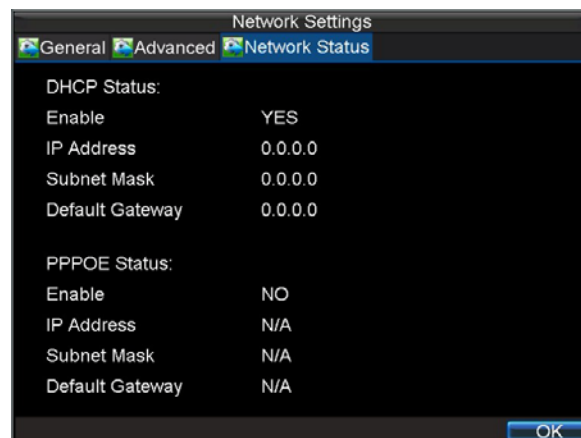 Network Settings
General Advanced Network Status
DHCP Status:
Enable YES
IP Address 0.0.0.0
Subnet Mask 0.0.0.0
Default Gateway 0.0.0.0
PPPOE Status:
Enable NO
IP Address N/A
Subnet Mask N/A
Default Gateway N/A
OK